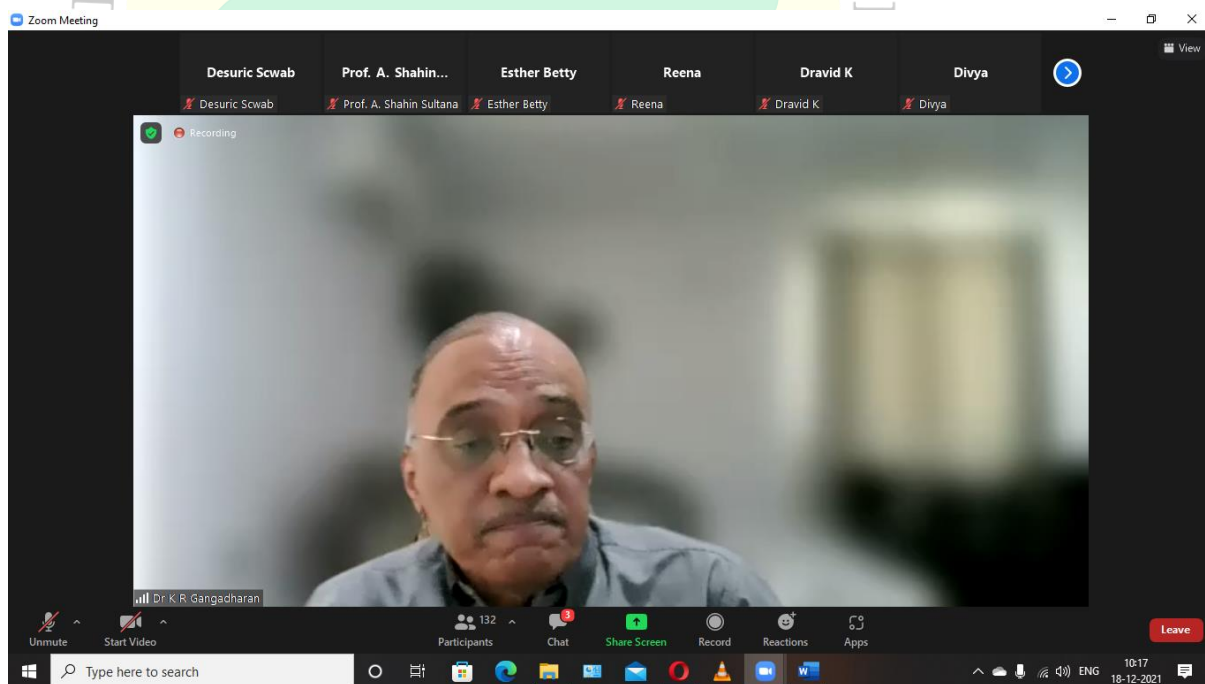 Zoom Meeting
View
Desuric Scwab
Prof. A. Shahin...
Esther Betty
Reena
Dravid K
Divya
Desuric Scwab
Prof. A. Shahin Sultana
Esther Betty
Reena
Dravid K
Divya
Recording
Dr K R Gangadharan
132
3
Unmute
Start Video
Participants
Chat
Share Screen
Record
Reactions
Apps
Leave
Type here to search
ENG
10:17
18-12-2021